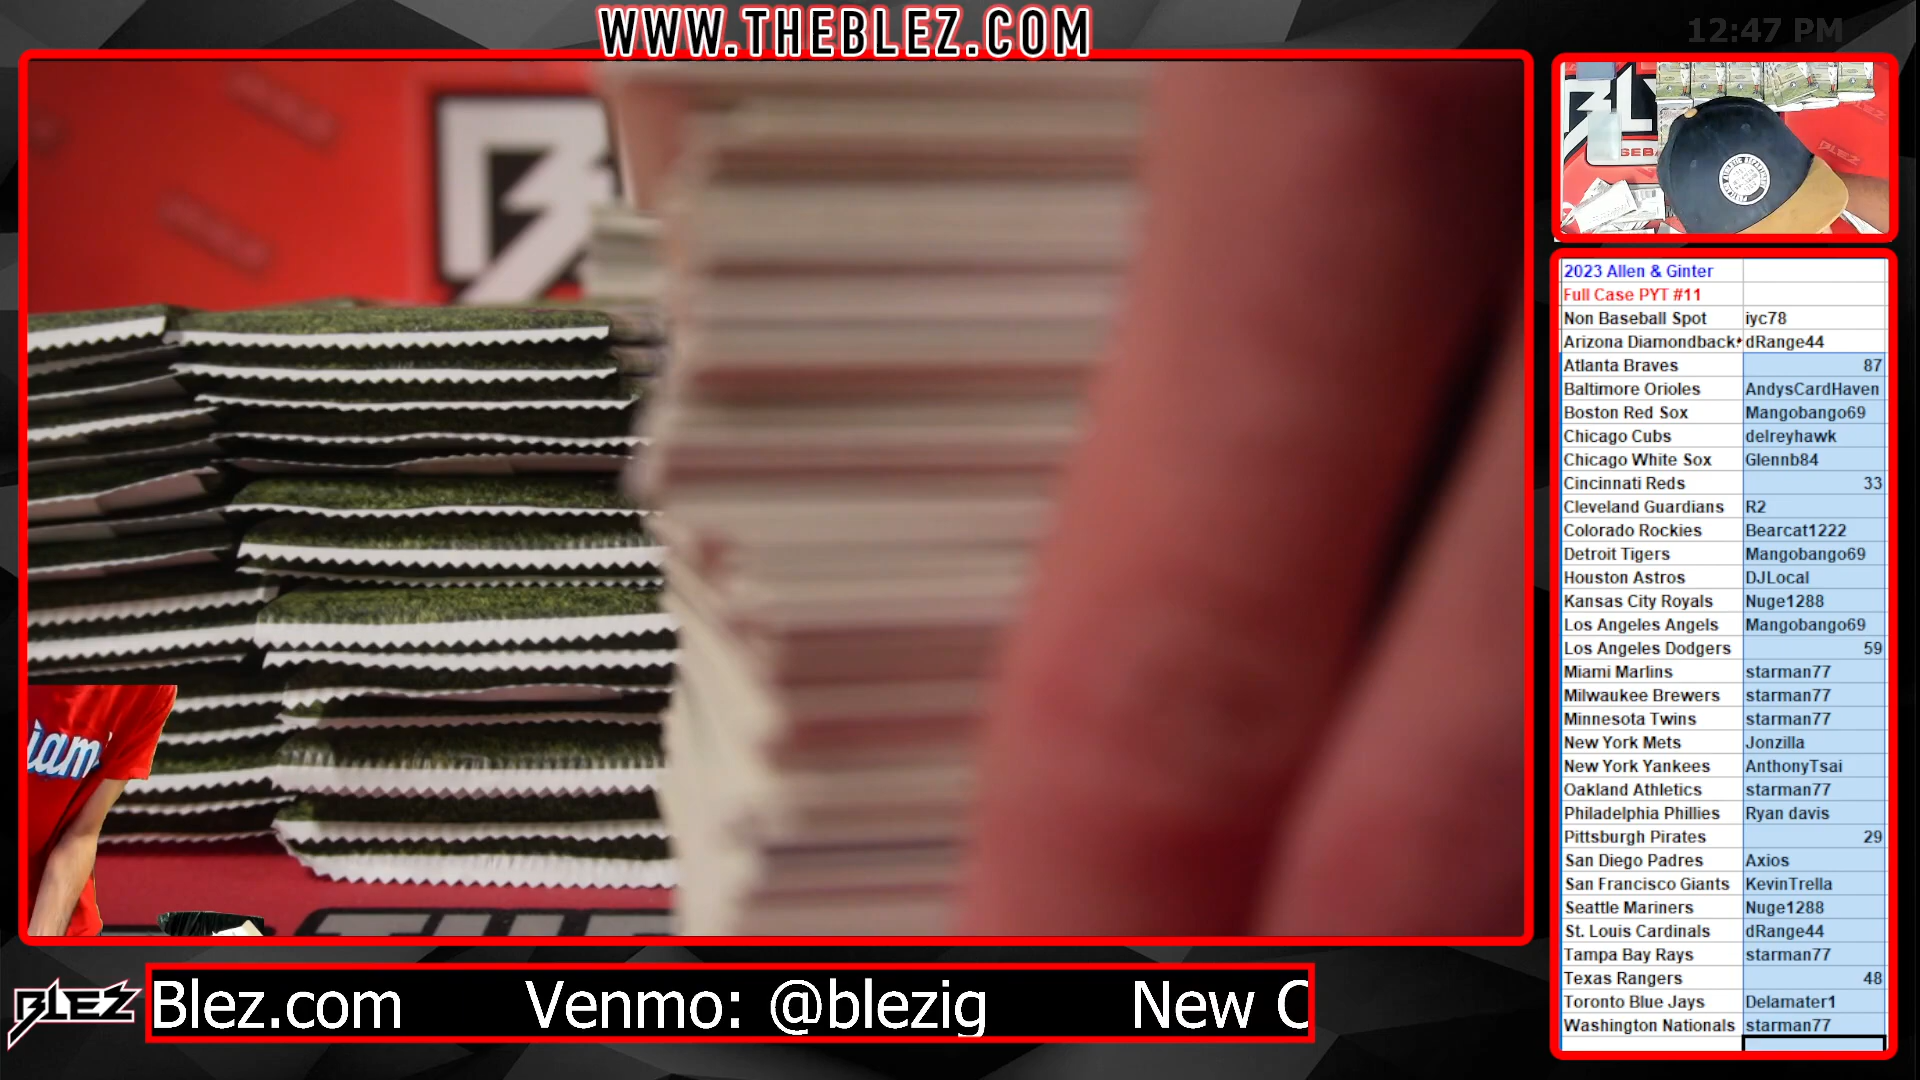 WWW.THEBLEZ.COM
12:47 PM
2023 Allen & Ginter
Full Case PYT #11
Non Baseball Spot iyc78
Arizona Diamondback dRange44
Atlanta Braves 87
Baltimore Orioles AndysCardHaven
Boston Red Sox Mangobango69
Chicago Cubs delreyhawk
Chicago White Sox Glennb84
Cincinnati Reds 33
Cleveland Guardians R2
Colorado Rockies Bearcat1222
Detroit Tigers Mangobango69
Houston Astros DJLocal
Kansas City Royals Nuge1288
Los Angeles Angels Mangobango69
Los Angeles Dodgers 59
Miami Marlins starman77
Milwaukee Brewers starman77
Minnesota Twins starman77
New York Mets Jonzilla
New York Yankees AnthonyTsai
Oakland Athletics starman77
Philadelphia Phillies Ryan davis
Pittsburgh Pirates 29
San Diego Padres Axios
San Francisco Giants KevinTrella
Seattle Mariners Nuge1288
St. Louis Cardinals dRange44
Tampa Bay Rays starman77
Texas Rangers 48
Toronto Blue Jays Delamater1
Washington Nationals starman77
iami
BLEZ
Blez.com Venmo: @blezig New C